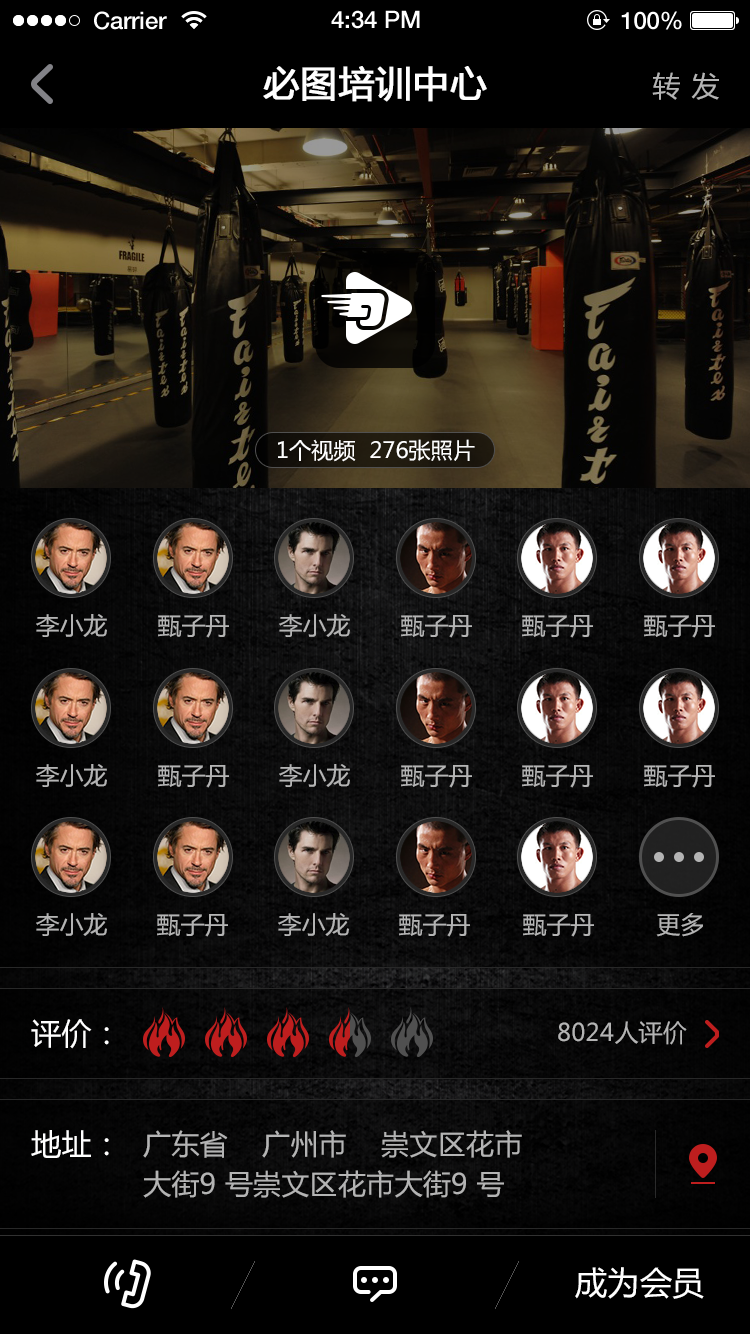 Carrier 4:34 PM 100%
必图培训中心 转发
FRAGILE
Fairtex
Fairtex
Fairtex
Fairtex
Fairtex
1个视频 276张照片
李小龙 甄子丹 李小龙 甄子丹 甄子丹 甄子丹
李小龙 甄子丹 李小龙 甄子丹 甄子丹 甄子丹
李小龙 甄子丹 李小龙 甄子丹 甄子丹 更多
评价： 8024人评价
地址： 广东省 广州市 崇文区花市
大街9 号崇文区花市大街9 号
成为会员